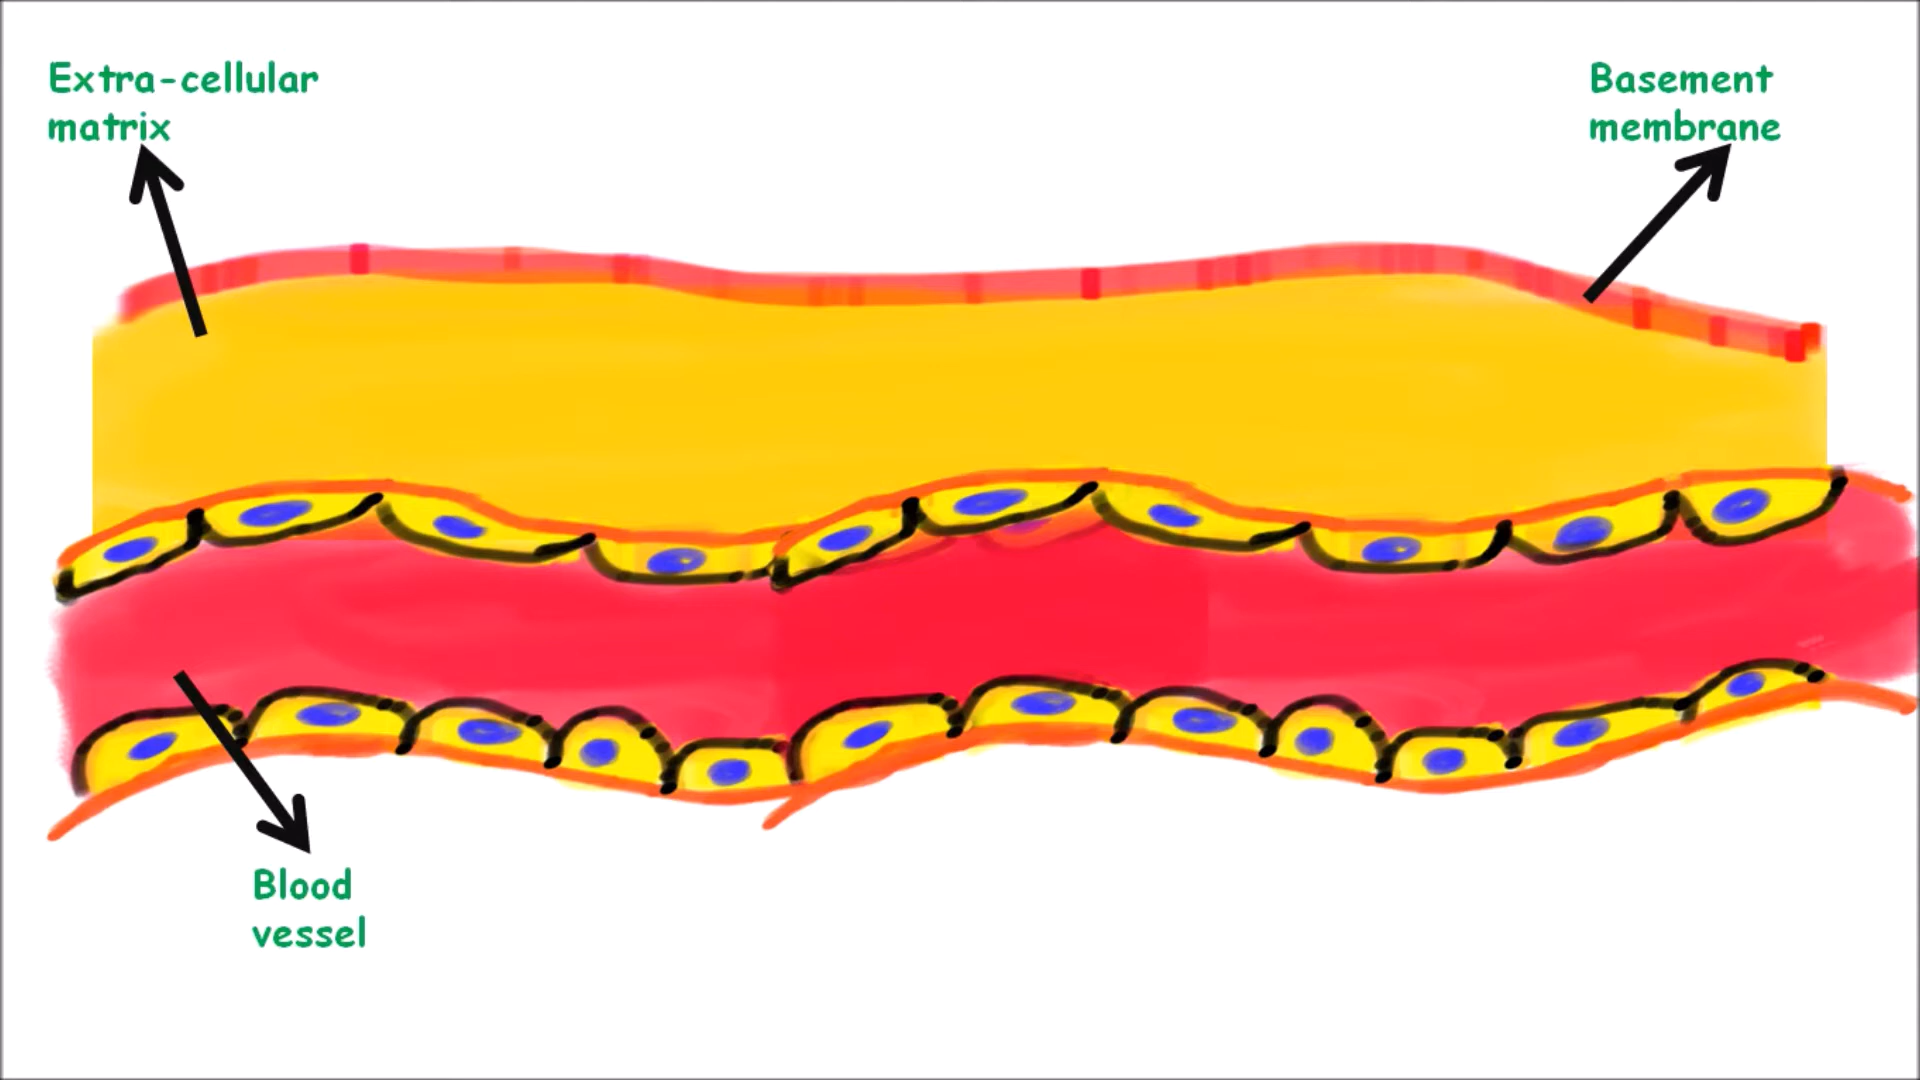 Extra-cellular
matrix
Basement
membrane
Blood
vessel